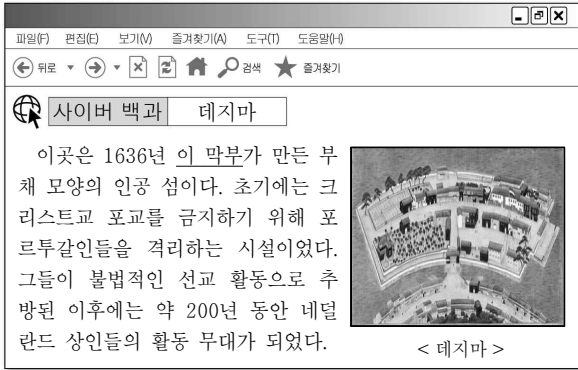 파일(F) 편집(E) 보기(V) 즐겨찾기(A) 도구(T) 도움말(H)
뒤로 검색 즐겨찾기
사이버 백과 데지마
이곳은 1636년 이 막부가 만든 부
채 모양의 인공 섬이다. 초기에는 크
리스트교 포교를 금지하기 위해 포
르투갈인들을 격리하는 시설이었다.
그들이 불법적인 선교 활동으로 추
방된 이후에는 약 200년 동안 네덜
란드 상인들의 활동 무대가 되었다.
< 데지마 >